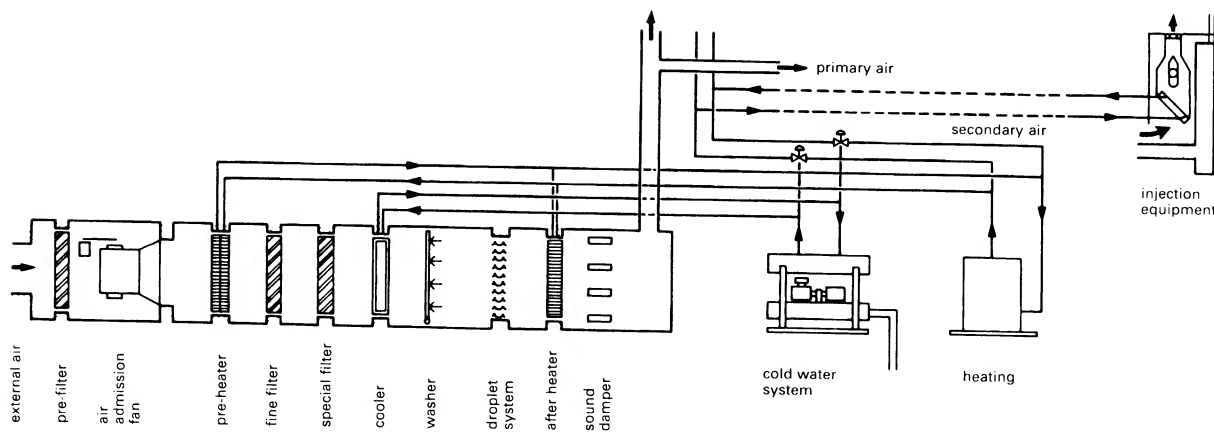 primary air
secondary air
injection
equipment
external air
pre-filter
air
admission
fan
pre-heater
fine filter
special filter
cooler
washer
droplet
system
after heater
sound
damper
cold water
system
heating